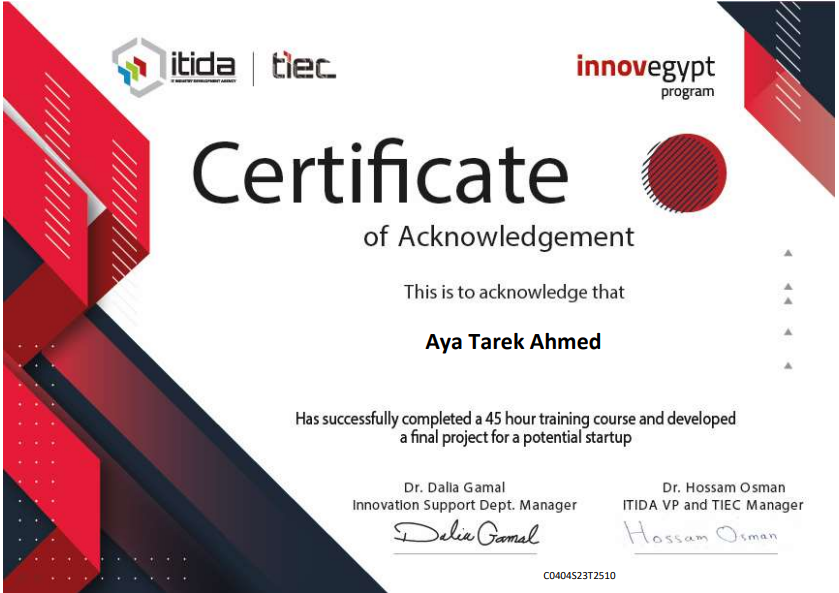 itida
IT INDUSTRY DEVELOPMENT AGENCY
tiec
innovegypt
program
Certificate
of Acknowledgement
This is to acknowledge that
Aya Tarek Ahmed
Has successfully completed a 45 hour training course and developed
a final project for a potential startup
Dr. Dalia Gamal
Innovation Support Dept. Manager
Dalia Gamal
Dr. Hossam Osman
ITIDA VP and TIEC Manager
Hossam Osman
C0404S23T2510